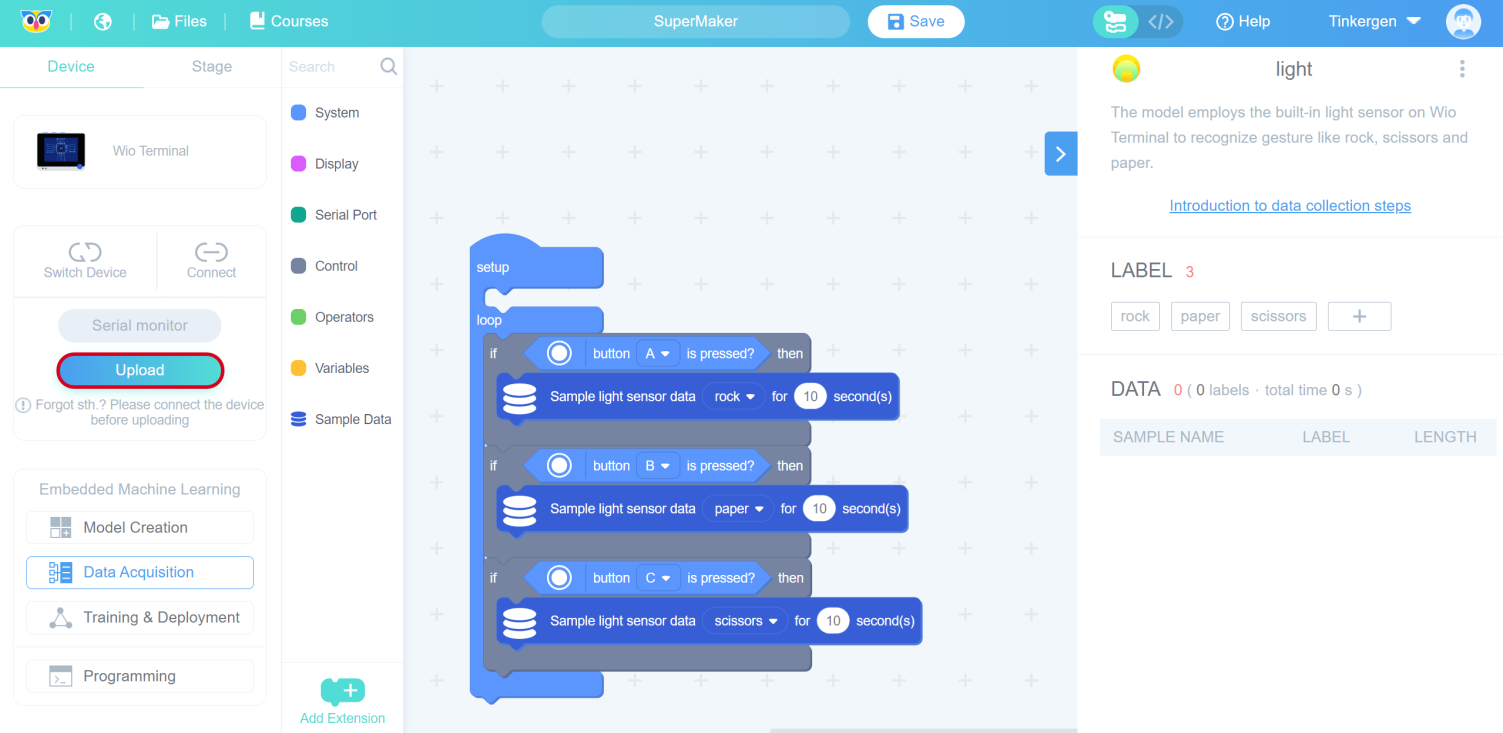 Files
Courses
SuperMaker
Save
</>
Help
Tinkergen
Device
Stage
Search
Wio Terminal
Switch Device
Connect
Serial monitor
Upload
Forgot sth.? Please connect the device
before uploading
Embedded Machine Learning
Model Creation
Data Acquisition
Training & Deployment
Programming
System
Display
Serial Port
Control
Operators
Variables
Sample Data
Add Extension
setup
loop
if button A is pressed? then
Sample light sensor data rock for 10 second(s)
if button B is pressed? then
Sample light sensor data paper for 10 second(s)
if button C is pressed? then
Sample light sensor data scissors for 10 second(s)
light
The model employs the built-in light sensor on Wio
Terminal to recognize gesture like rock, scissors and
paper.
Introduction to data collection steps
LABEL 3
rock paper scissors +
DATA 0 ( 0 labels · total time 0 s )
SAMPLE NAME LABEL LENGTH